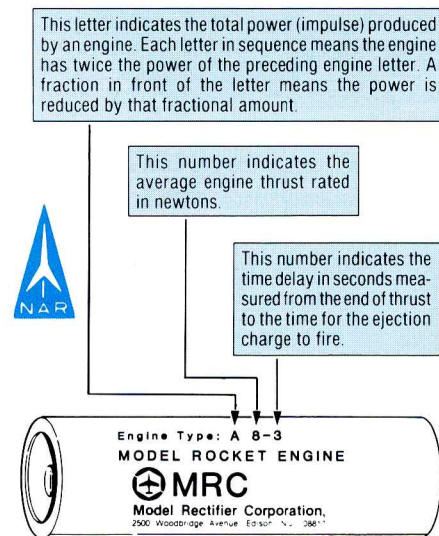 This letter indicates the total power (impulse) produced
by an engine. Each letter in sequence means the engine
has twice the power of the preceding engine letter. A
fraction in front of the letter means the power is
reduced by that fractional amount.
This number indicates the
average engine thrust rated
in newtons.
This number indicates the
time delay in seconds mea-
sured from the end of thrust
to the time for the ejection
charge to fire.
NAR
Engine Type: A 8-3
MODEL ROCKET ENGINE
MRC
Model Rectifier Corporation,
2500 Woodbridge Avenue Edison